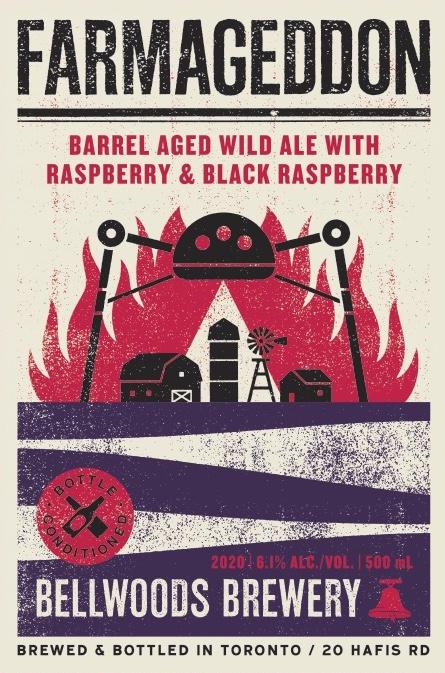 FARMAGEDDON
BARREL AGED WILD ALE WITH
RASPBERRY & BLACK RASPBERRY
BOTTLE
CONDITIONED
2020 | 6.1% ALC./VOL. | 500 mL
BELLWOODS BREWERY
BREWED & BOTTLED IN TORONTO / 20 HAFIS RD